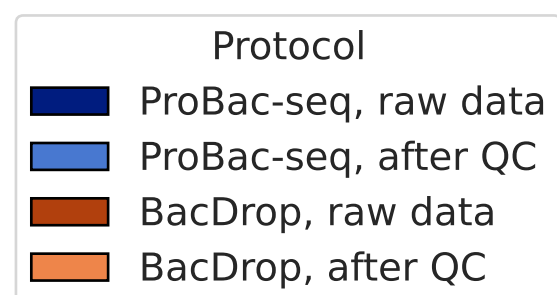 Protocol
ProBac-seq, raw data
ProBac-seq, after QC
BacDrop, raw data
BacDrop, after QC